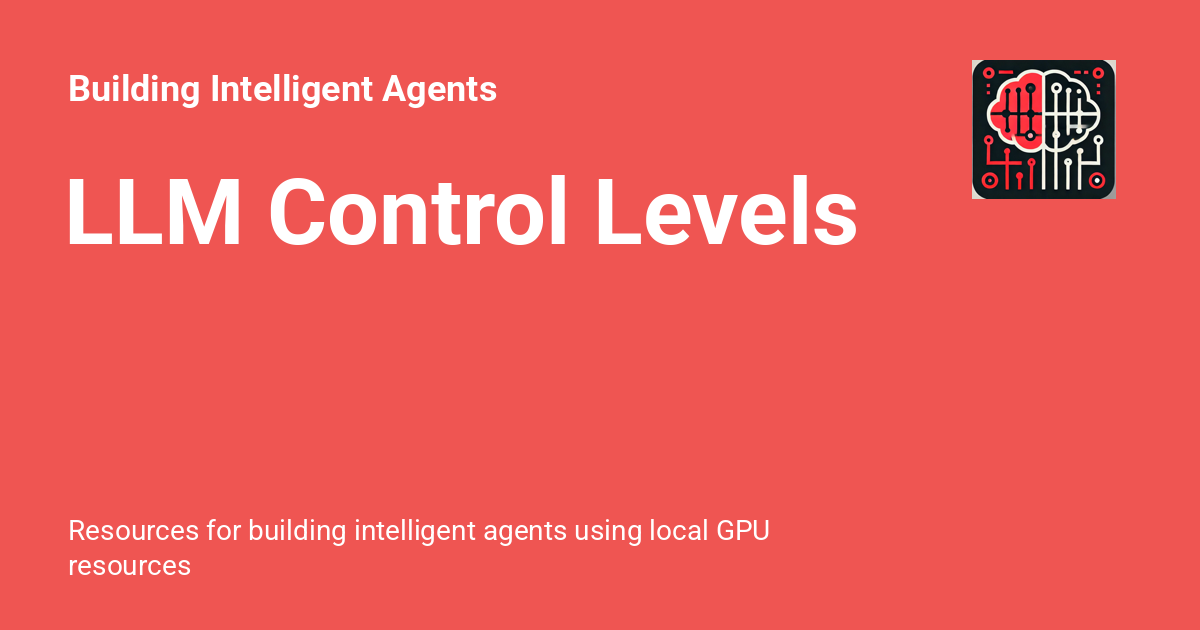 Building Intelligent Agents
LLM Control Levels
Resources for building intelligent agents using local GPU
resources